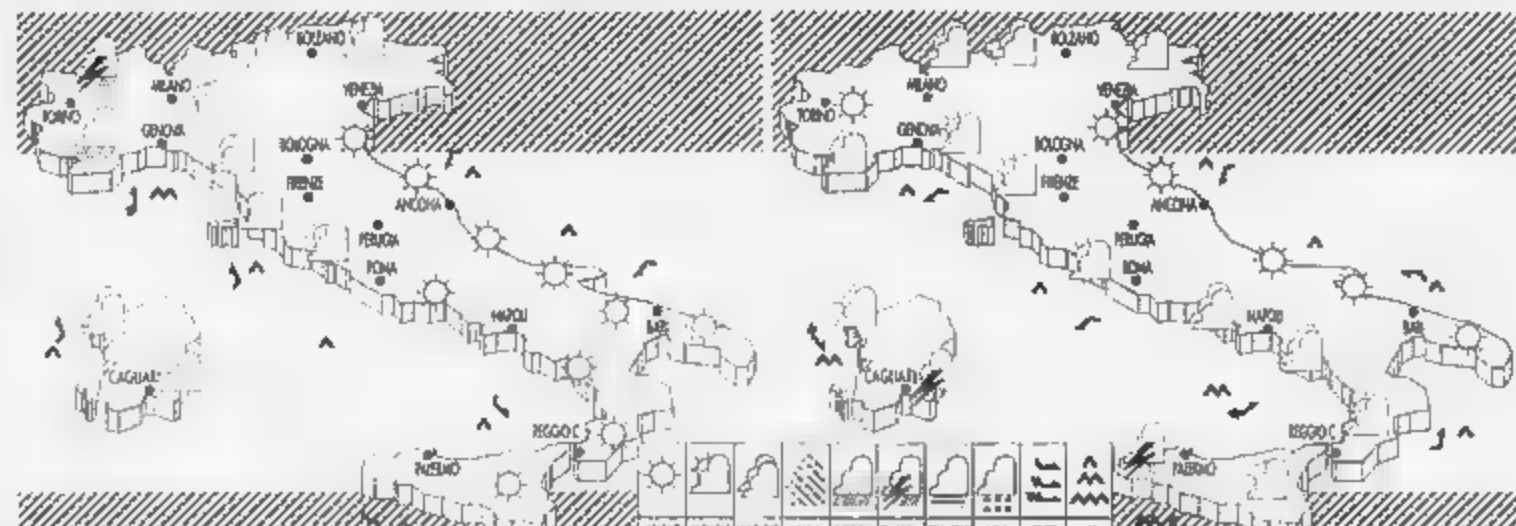 BOLZANO
MILANO
VENEZIA
TORINO
GENOVA
BOLOGNA
FIRENZE
ANCONA
PERUGIA
ROMA
NAPOLI
BARI
CAGLIARI
REGGIO C.
PALERMO
BOLZANO
MILANO
VENEZIA
TORINO
GENOVA
BOLOGNA
FIRENZE
ANCONA
PERUGIA
ROMA
NAPOLI
BARI
CAGLIARI
REGGIO C.
PALERMO